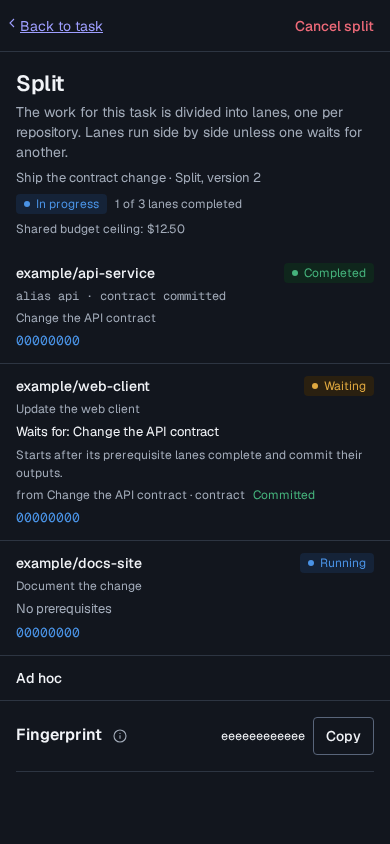 Back to task
Cancel split
Split
The work for this task is divided into lanes, one per
repository. Lanes run side by side unless one waits for
another.
Ship the contract change · Split, version 2
In progress
1 of 3 lanes completed
Shared budget ceiling: $12.50
example/api-service
Completed
alias api · contract committed
Change the API contract
00000000
example/web-client
Waiting
Update the web client
Waits for: Change the API contract
Starts after its prerequisite lanes complete and commit their
outputs.
from Change the API contract · contract Committed
00000000
example/docs-site
Running
Document the change
No prerequisites
00000000
Ad hoc
Fingerprint
eeeeeeeeeeee
Copy